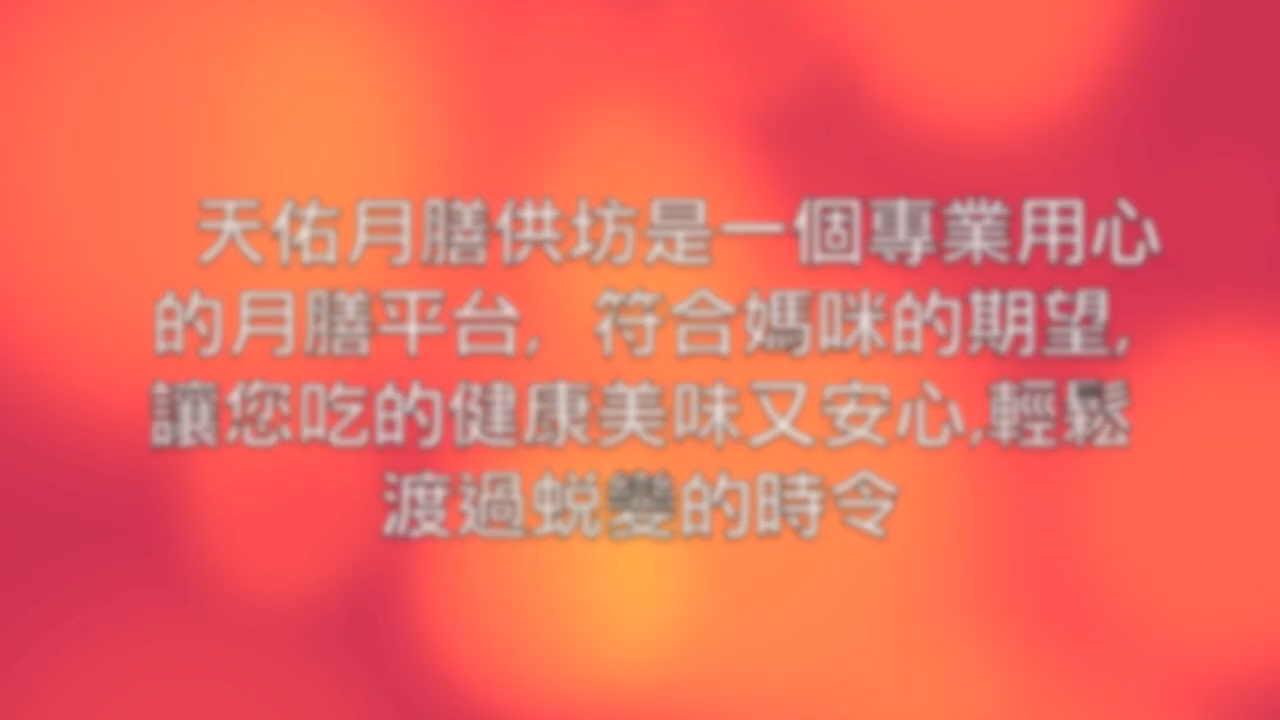 天佑月膳供坊是一個專業用心
的月膳平台, 符合媽咪的期望,
讓您吃的健康美味又安心,輕鬆
渡過蛻變的時令